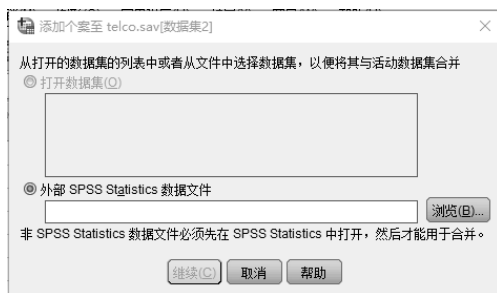 添加个案至 telco.sav[数据集2]
从打开的数据集的列表中或者从文件中选择数据集，以便将其与活动数据集合并
打开数据集(O)
外部 SPSS Statistics 数据文件
浏览(B)...
非 SPSS Statistics 数据文件必须先在 SPSS Statistics 中打开，然后才能用于合并。
继续(C) 取消 帮助